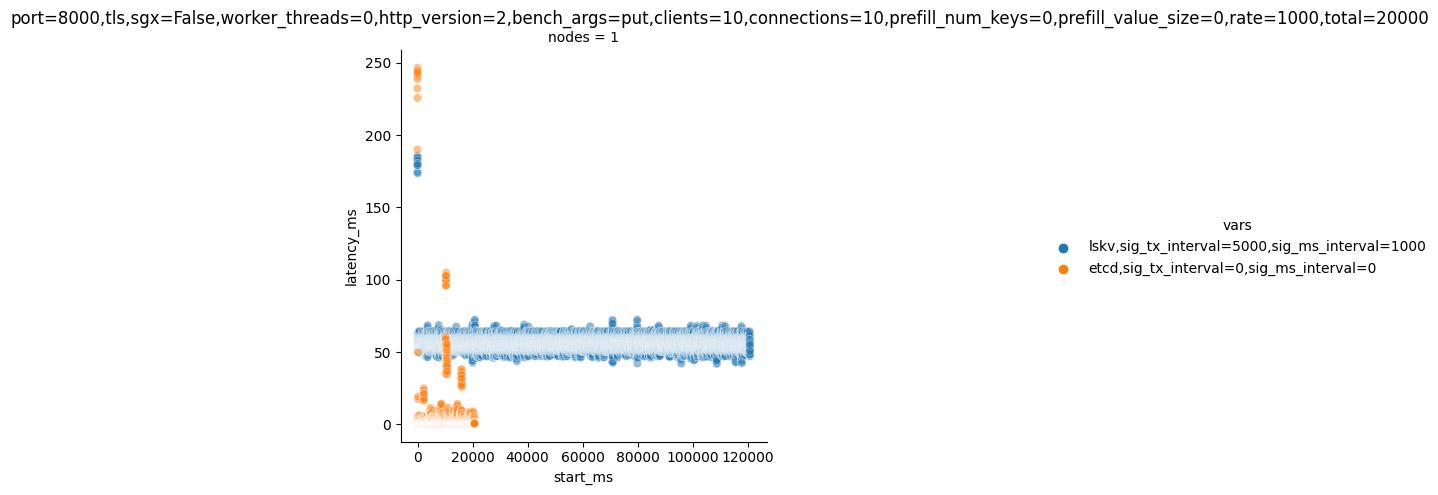 port=8000,tls,sgx=False,worker_threads=0,http_version=2,bench_args=put,clients=10,connections=10,prefill_num_keys=0,prefill_value_size=0,rate=1000,total=20000
nodes = 1
250
200
150
100
50
0
latency_ms
0 20000 40000 60000 80000 100000 120000
start_ms
vars
lskv,sig_tx_interval=5000,sig_ms_interval=1000
etcd,sig_tx_interval=0,sig_ms_interval=0